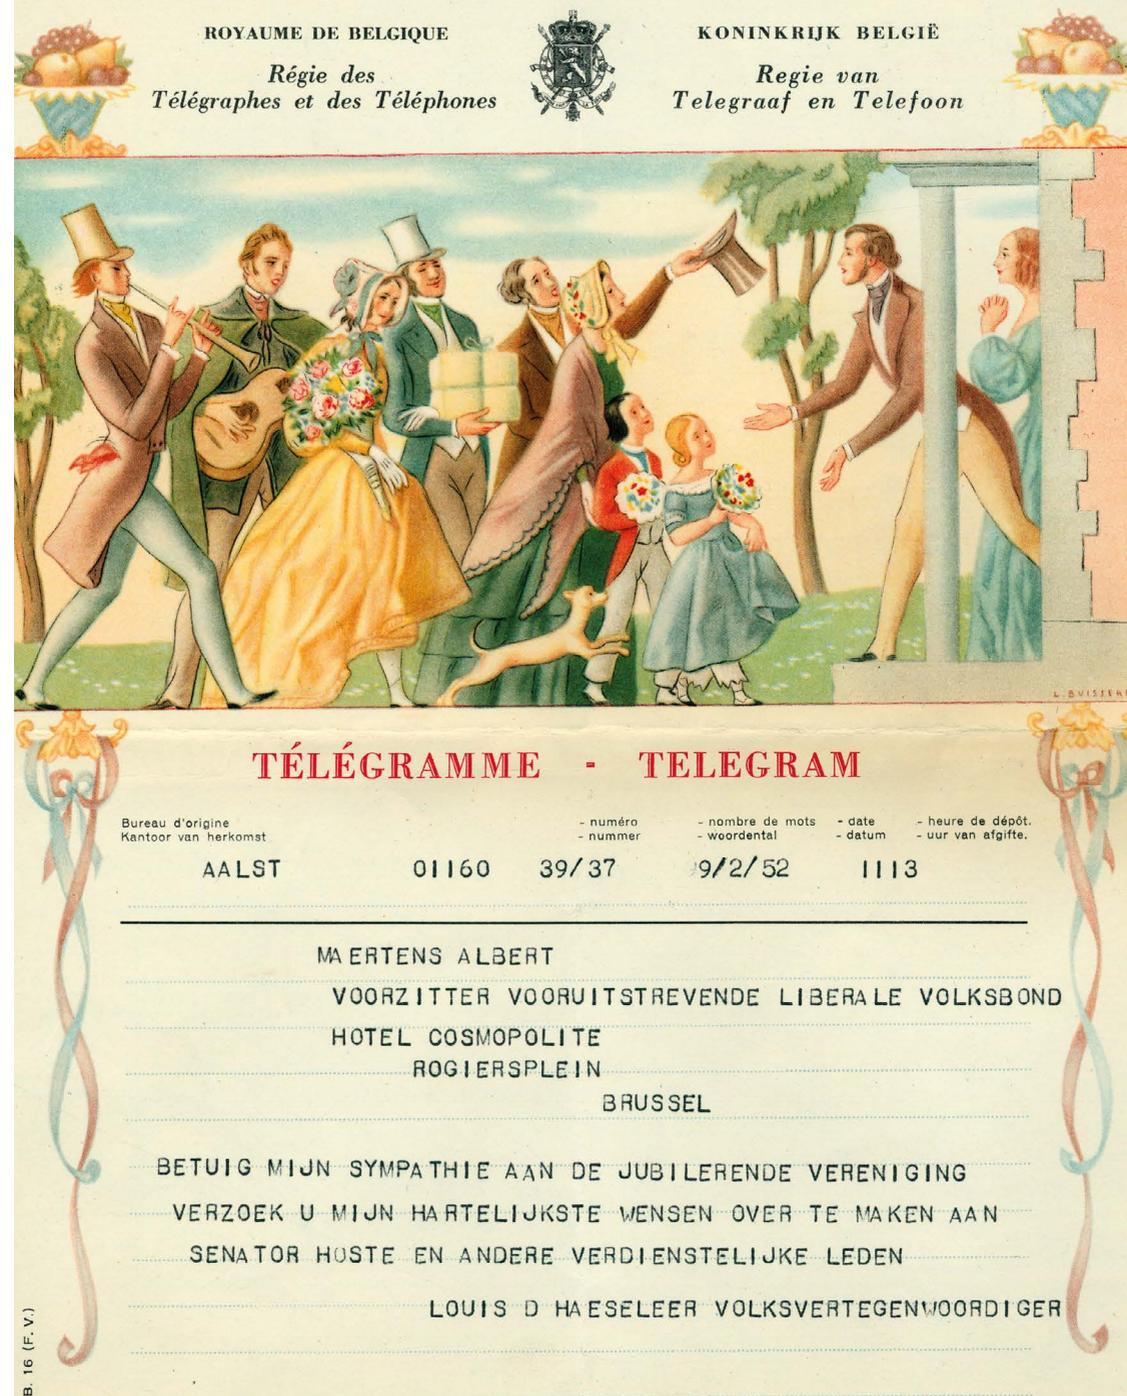 ROYAUME DE BELGIQUE
Régie des
Télégraphes et des Téléphones
KONINKRIJK BELGIË
Regie van
Telegraaf en Telefoon
TÉLÉGRAMME - TELEGRAM
Bureau d'origine - numéro - nombre de mots - date - heure de dépôt.
Kantoor van herkomst - nummer - woordental - datum - uur van afgifte.
AALST 01160 39/37 9/2/52 1113
MAERTENS ALBERT
VOORZITTER VOORUITSTREVENDE LIBERALE VOLKSBOND
HOTEL COSMOPOLITE
ROGIERSPLEIN
BRUSSEL
BETUIG MIJN SYMPATHIE AAN DE JUBILERENDE VERENIGING
VERZOEK U MIJN HARTELIJKSTE WENSEN OVER TE MAKEN AAN
SENATOR HOSTE EN ANDERE VERDIENSTELIJKE LEDEN
LOUIS D HAESELEER VOLKSVERTEGENWOORDIGER
B. 16 (F. V.)